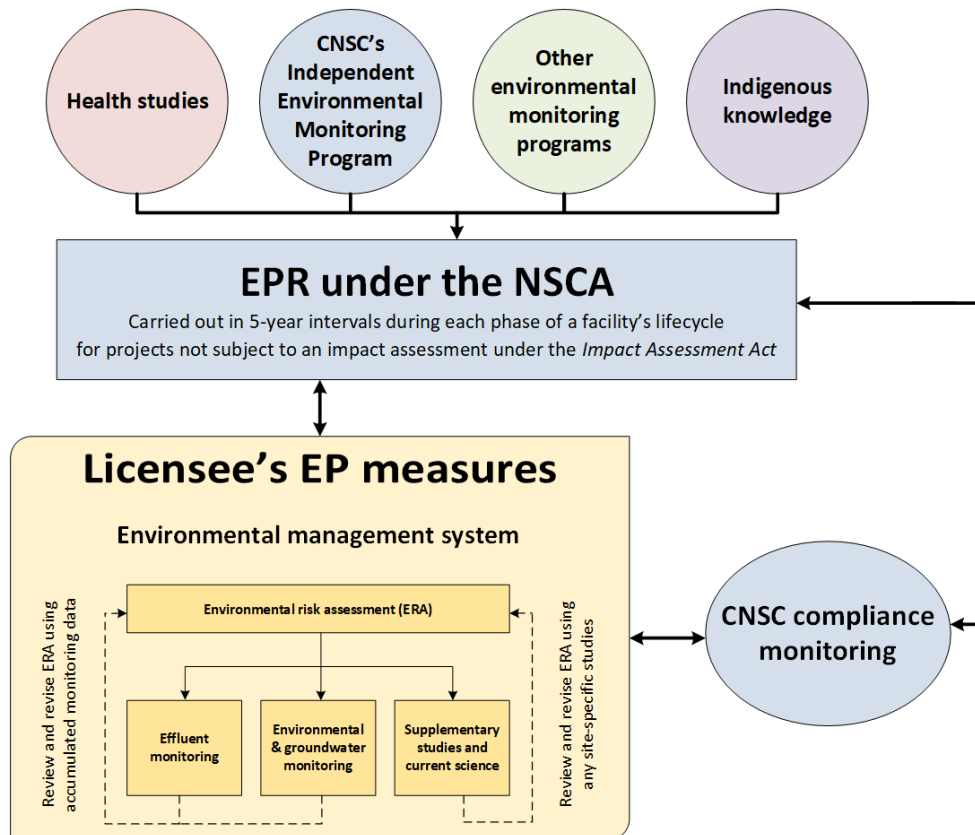 Health studies
CNSC's
Independent
Environmental
Monitoring
Program
Other
environmental
monitoring
programs
Indigenous
knowledge
EPR under the NSCA
Carried out in 5-year intervals during each phase of a facility's lifecycle
for projects not subject to an impact assessment under the Impact Assessment Act
Licensee's EP measures
Environmental management system
Review and revise ERA using
accumulated monitoring data
Environmental risk assessment (ERA)
Effluent
monitoring
Environmental
& groundwater
monitoring
Supplementary
studies and
current science
Review and revise ERA using
any site-specific studies
CNSC compliance
monitoring